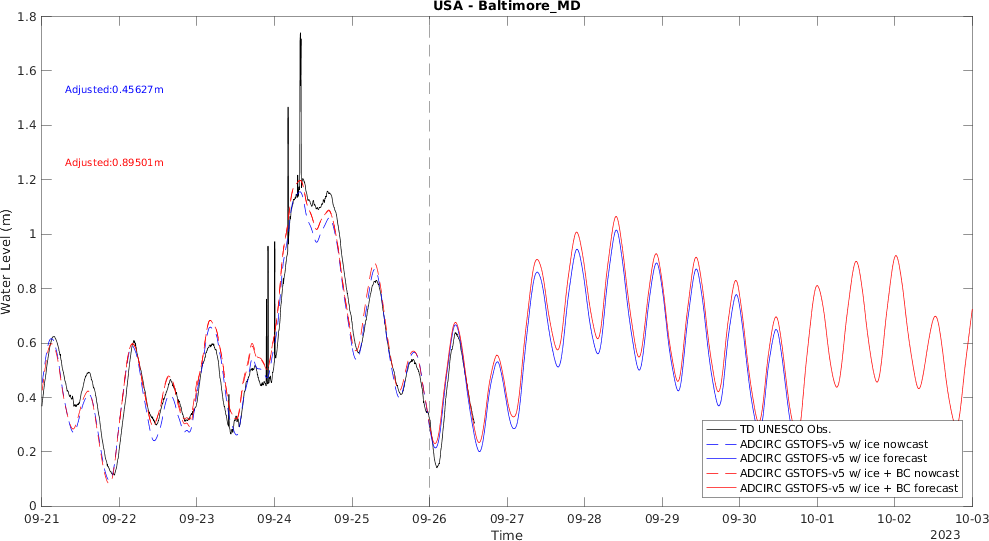 USA - Baltimore_MD
1.8
1.6
1.4
1.2
1
0.8
0.6
0.4
0.2
0
Water Level (m)
Adjusted:0.45627m
Adjusted:0.89501m
TD UNESCO Obs.
ADCIRC GSTOFS-v5 w/ ice nowcast
ADCIRC GSTOFS-v5 w/ ice forecast
ADCIRC GSTOFS-v5 w/ ice + BC nowcast
ADCIRC GSTOFS-v5 w/ ice + BC forecast
09-21 09-22 09-23 09-24 09-25 09-26 09-27 09-28 09-29 09-30 10-01 10-02 10-03
Time
2023